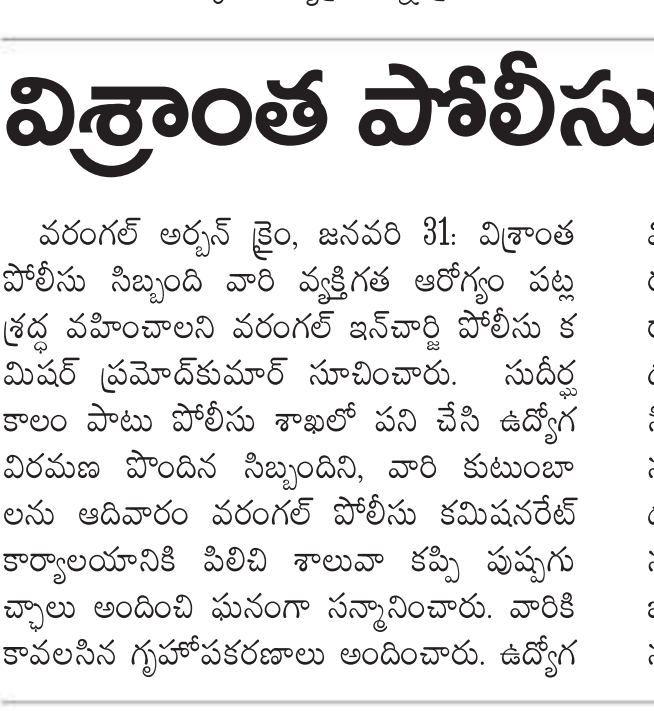 విశ్రాంత పోలీసు
వరంగల్ అర్బన్ క్రైం, జనవరి 31: విశ్రాంత
పోలీసు సిబ్బంది వారి వ్యక్తిగత ఆరోగ్యం పట్ల
శ్రద్ధ వహించాలని వరంగల్ ఇన్‌చార్జి పోలీసు క
మిషర్ ప్రమోద్‌కుమార్ సూచించారు. సుదీర్ఘ
కాలం పాటు పోలీసు శాఖలో పని చేసి ఉద్యోగ
విరమణ పొందిన సిబ్బందిని, వారి కుటుంబా
లను ఆదివారం వరంగల్ పోలీసు కమిషనరేట్
కార్యాలయానికి పిలిచి శాలువా కప్పి పుష్పగు
చ్ఛాలు అందించి ఘనంగా సన్మానించారు. వారికి
కావలసిన గృహోపకరణాలు అందించారు. ఉద్యోగ